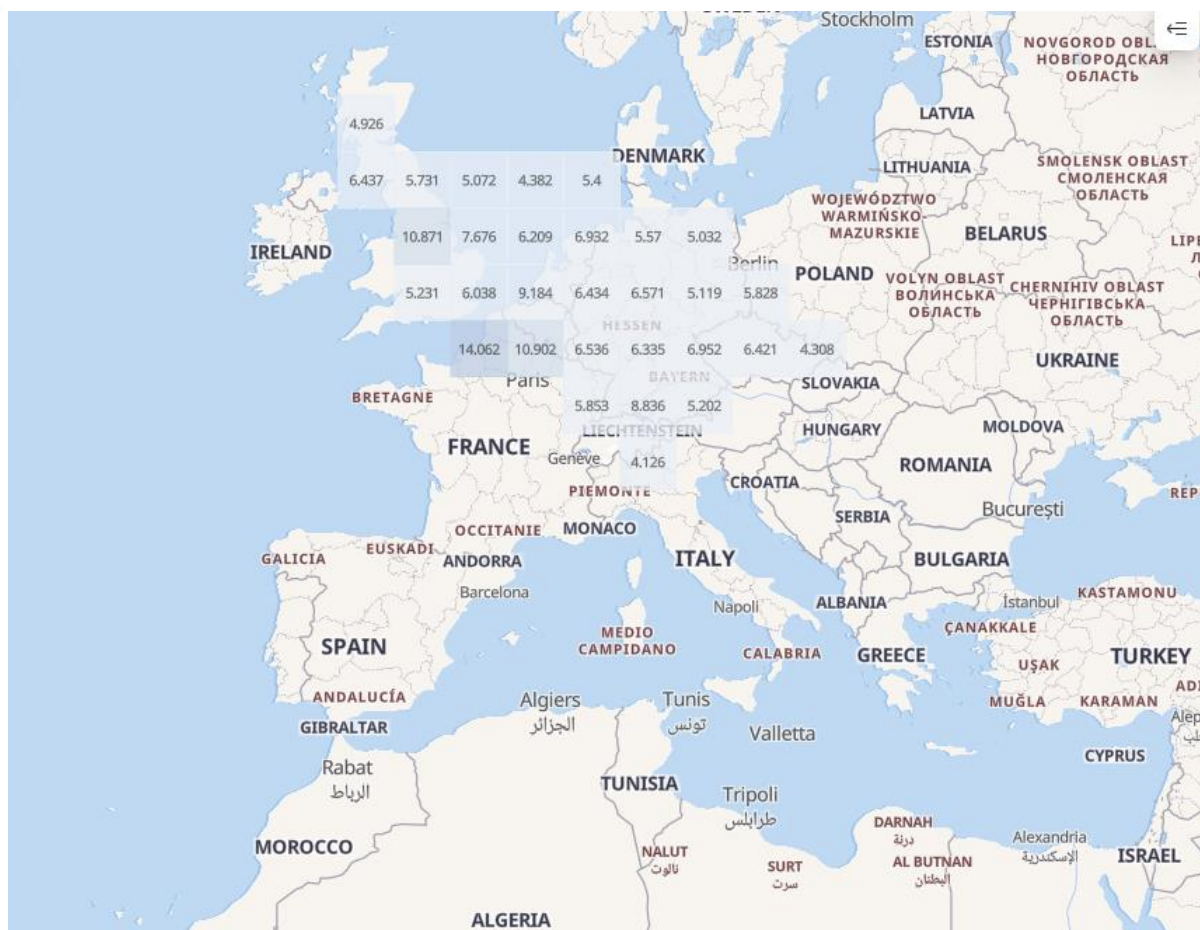 Stockholm
ESTONIA
НОВГОРОДСКАЯ
ОБЛАСТЬ
4.926
LATVIA
DENMARK
LITHUANIA
SMOLENSK OBLAST
СМОЛЕНСКАЯ
ОБЛАСТЬ
6.437 5.731 5.072 4.382 5.4
WOJEWÓDZTWO
WARMIŃSKO-
MAZURSKIE
IRELAND
10.871 7.676 6.209 6.932 5.57 5.032
BELARUS
Berlin
POLAND
VOLYN OBLAST
ВОЛИНСЬКА
ОБЛАСТЬ
CHERNIHIV OBLAST
ЧЕРНІГІВСЬКА
ОБЛАСТЬ
5.231 6.038 9.184 6.434 6.571 5.119 5.828
HESSEN
14.062 10.902 6.536 6.335 6.952 6.421 4.308
UKRAINE
Paris
BAYERN
SLOVAKIA
BRETAGNE
5.853 8.836 5.202
LIECHTENSTEIN
HUNGARY
MOLDOVA
FRANCE
Genève
4.126
ROMANIA
CROATIA
PIEMONTE
București
SERBIA
OCCITANIE
MONACO
GALICIA
EUSKADI
ANDORRA
ITALY
BULGARIA
Barcelona
Napoli
ALBANIA
İstanbul
KASTAMONU
ÇANAKKALE
MEDIO
CAMPIDANO
CALABRIA
GREECE
SPAIN
UŞAK
TURKEY
ANDALUCÍA
Algiers
الجزائر
Tunis
تونس
MUĞLA
KARAMAN
GIBRALTAR
Valletta
CYPRUS
Rabat
الرباط
TUNISIA
Tripoli
طرابلس
MOROCCO
NALUT
نالوت
SURT
سرت
DARNAH
درنة
AL BUTNAN
البطنان
Alexandria
الإسكندرية
ISRAEL
ALGERIA